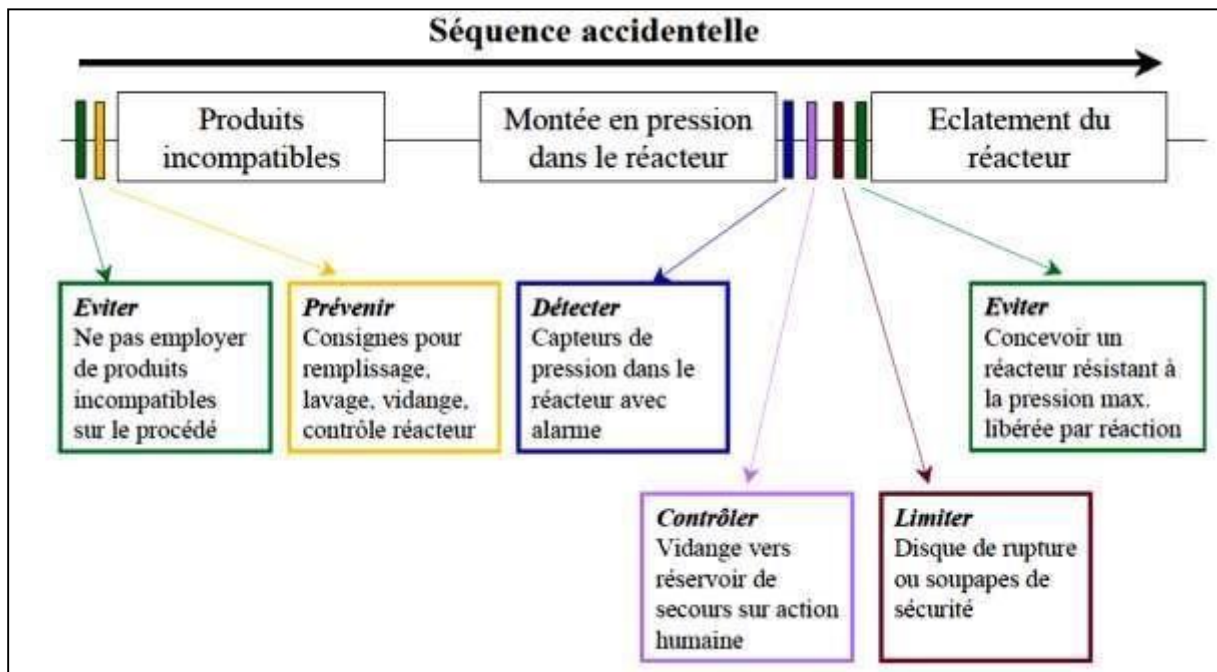 Séquence accidentelle
Produits
incompatibles
Montée en pression
dans le réacteur
Eclatement du
réacteur
Eviter
Ne pas employer
de produits
incompatibles
sur le procédé
Prévenir
Consignes pour
remplissage,
lavage, vidange,
contrôle réacteur
Détecter
Capteurs de
pression dans le
réacteur avec
alarme
Eviter
Concevoir un
réacteur résistant à
la pression max.
libérée par réaction
Contrôler
Vidange vers
réservoir de
secours sur action
humaine
Limiter
Disque de rupture
ou soupapes de
sécurité